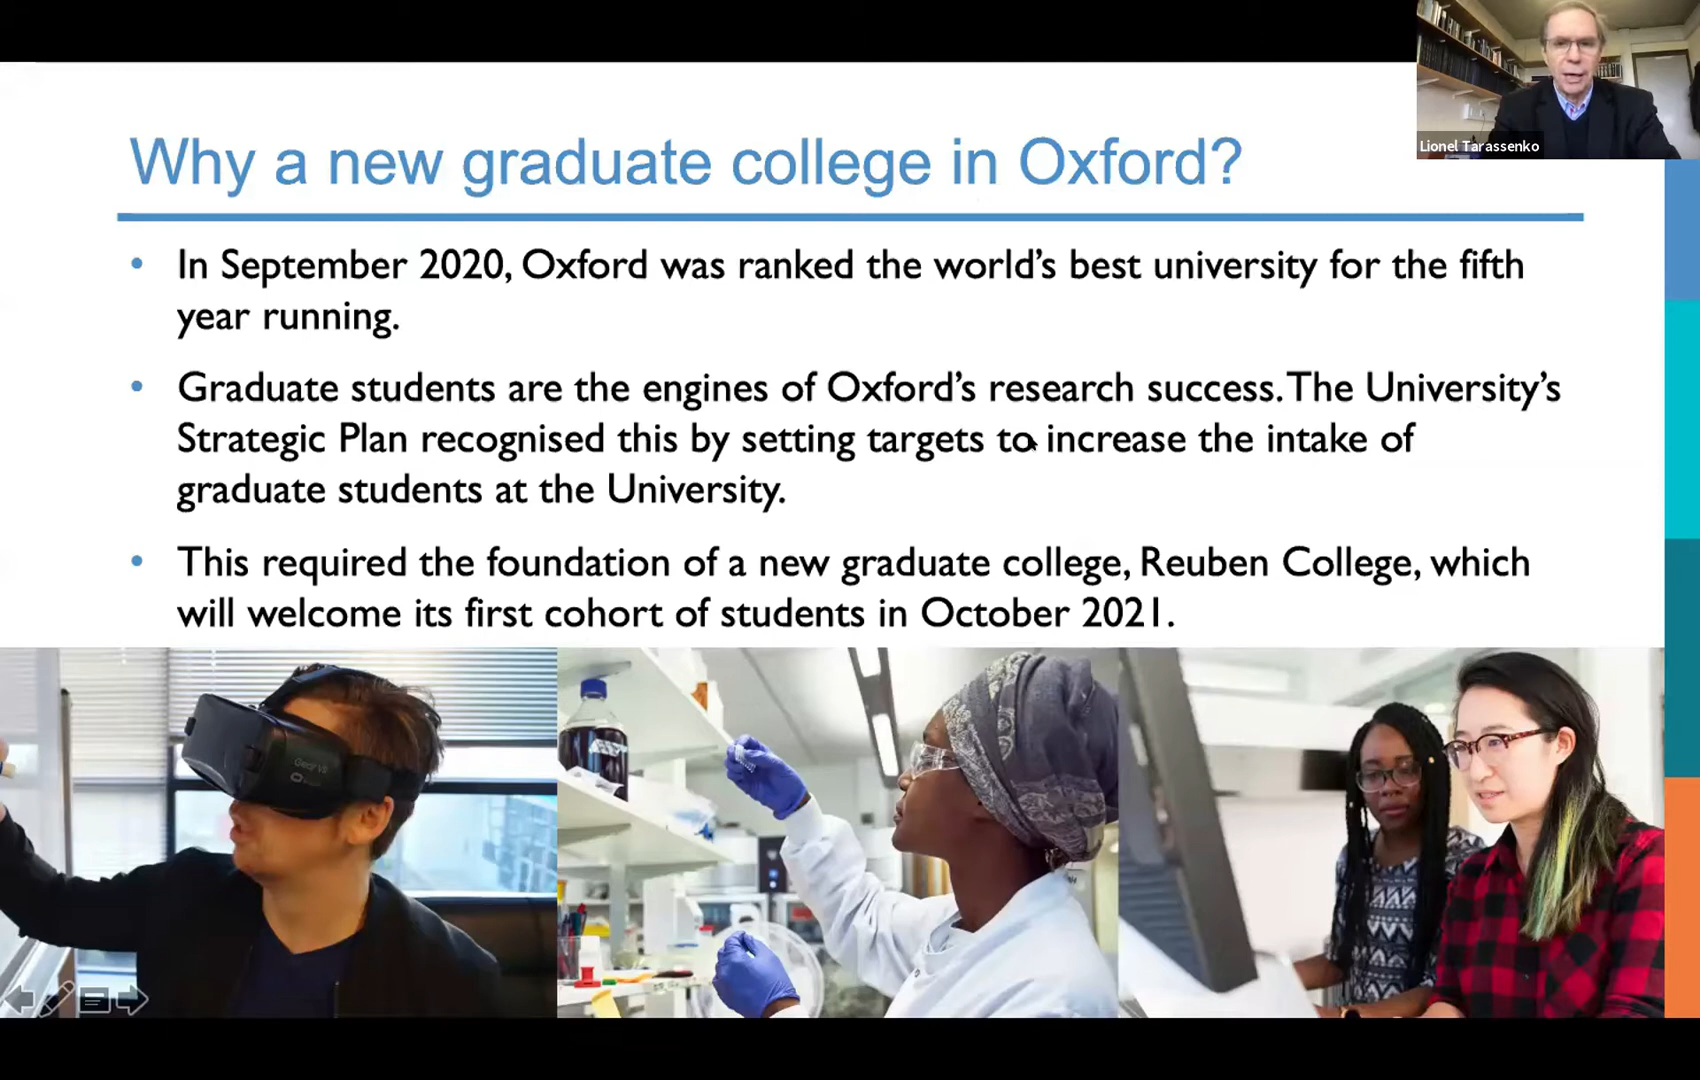 Lionel Tarassenko
Why a new graduate college in Oxford?
• In September 2020, Oxford was ranked the world's best university for the fifth
year running.
• Graduate students are the engines of Oxford's research success. The University's
Strategic Plan recognised this by setting targets to increase the intake of
graduate students at the University.
• This required the foundation of a new graduate college, Reuben College, which
will welcome its first cohort of students in October 2021.
Gear VR